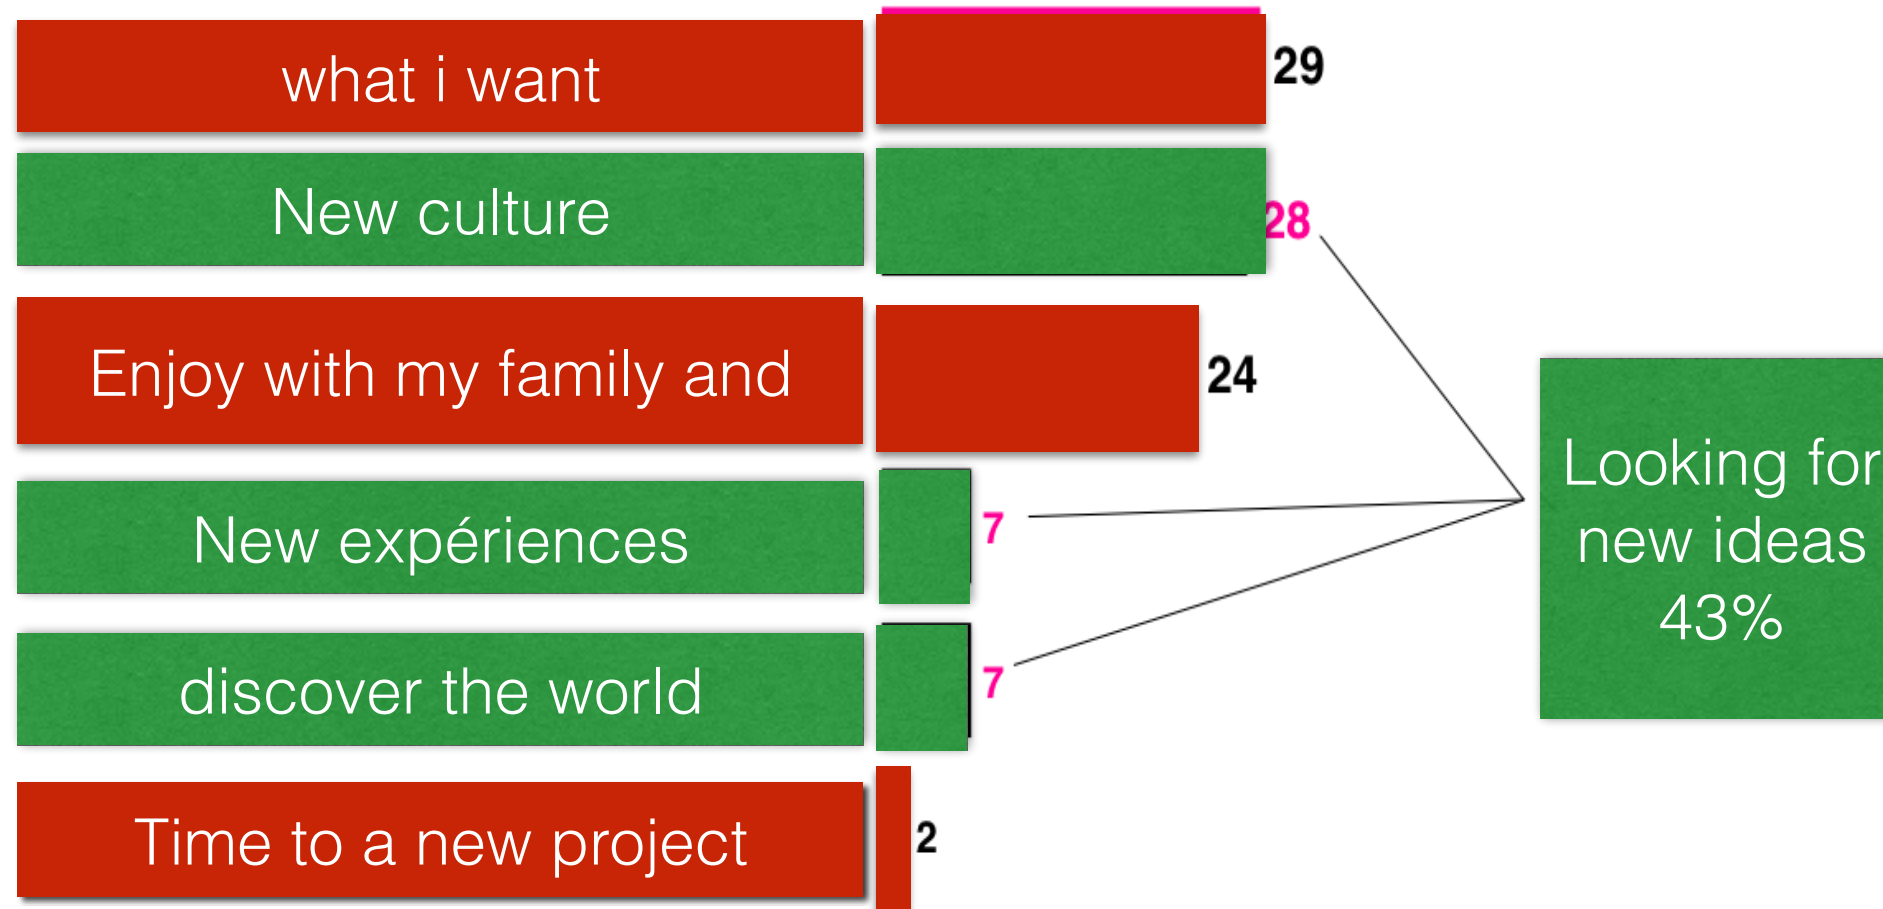 what i want
29
New culture
28
Enjoy with my family and
24
New expériences
7
discover the world
7
Time to a new project
2
Looking for
new ideas
43%